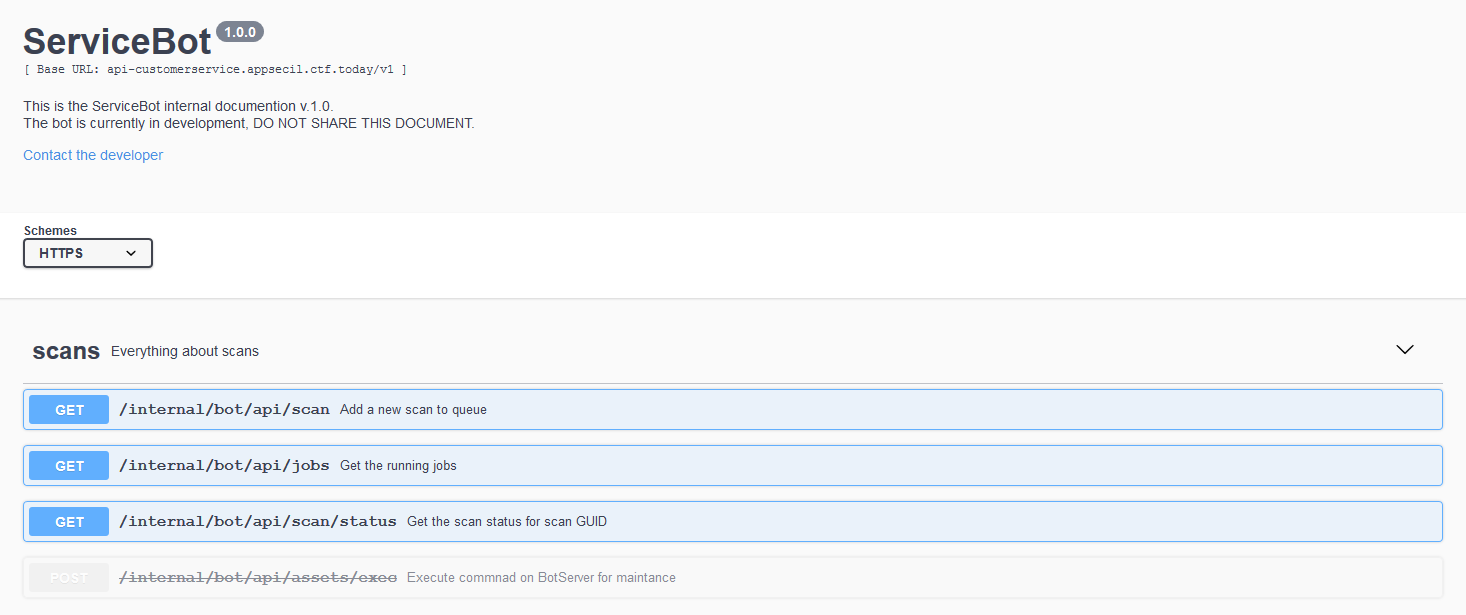 ServiceBot 1.0.0
[ Base URL: api-customerservice.appsecil.ctf.today/v1 ]
This is the ServiceBot internal documention v.1.0.
The bot is currently in development, DO NOT SHARE THIS DOCUMENT.
Contact the developer
Schemes
HTTPS
scans Everything about scans
GET /internal/bot/api/scan Add a new scan to queue
GET /internal/bot/api/jobs Get the running jobs
GET /internal/bot/api/scan/status Get the scan status for scan GUID
POST /internal/bot/api/assets/exec Execute commnad on BotServer for maintance